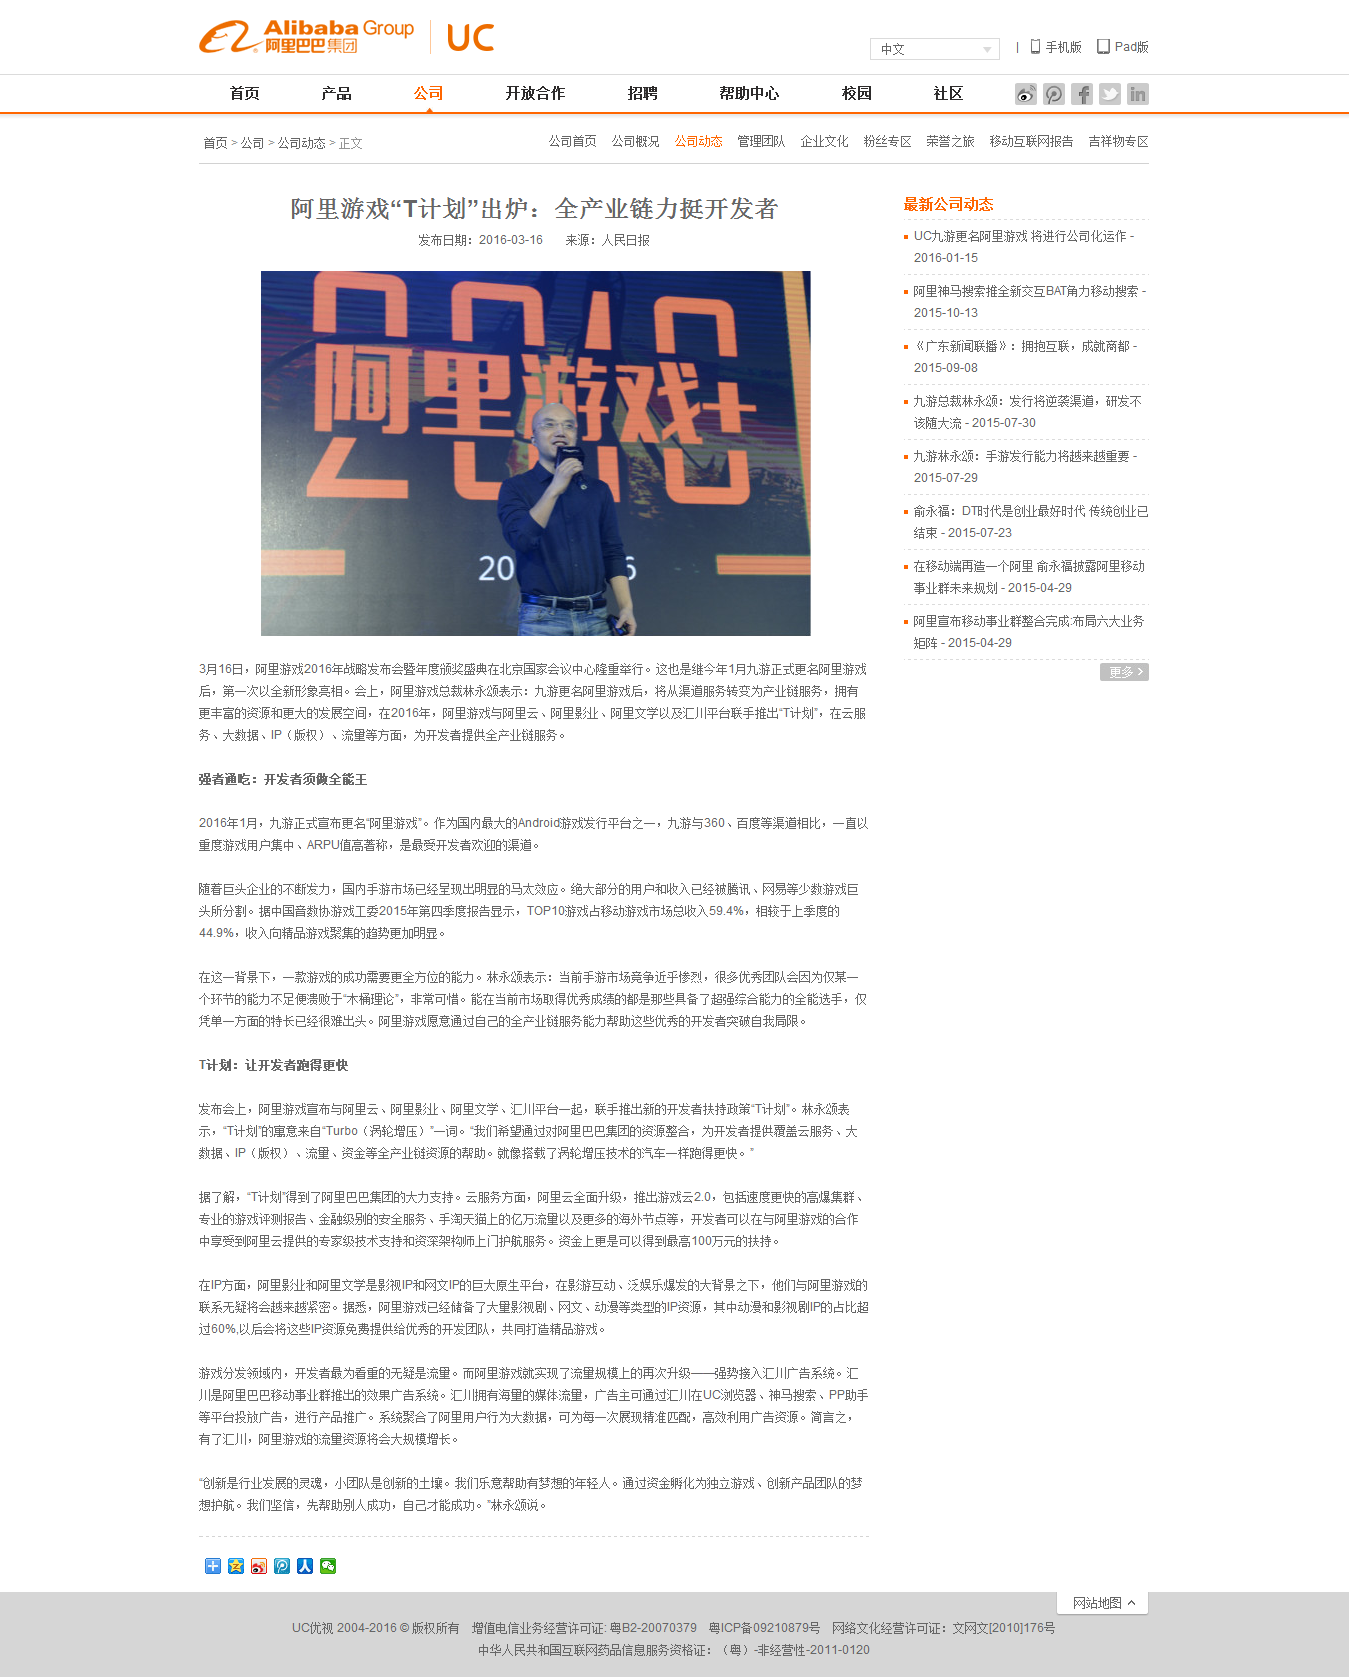 Alibaba Group
阿里巴巴集团
UC
中文
手机版
Pad版
首页 产品 公司 开放合作 招聘 帮助中心 校园 社区
首页 > 公司 > 公司动态 > 正文
公司首页 公司概况 公司动态 管理团队 企业文化 粉丝专区 荣誉之旅 移动互联网报告 吉祥物专区
阿里游戏“T计划”出炉：全产业链力挺开发者
发布日期：2016-03-16 来源：人民日报
2016
阿里游戏
3月16日，阿里游戏2016年战略发布会暨年度颁奖盛典在北京国家会议中心隆重举行。这也是继今年1月九游正式更名阿里游戏
后，第一次以全新形象亮相。会上，阿里游戏总裁林永颂表示：九游更名阿里游戏后，将从渠道服务转变为产业链服务，拥有
更丰富的资源和更大的发展空间，在2016年，阿里游戏与阿里云、阿里影业、阿里文学以及汇川平台联手推出“T计划”，在云服
务、大数据、IP（版权）、流量等方面，为开发者提供全产业链服务。
强者通吃：开发者须做全能王
2016年1月，九游正式宣布更名“阿里游戏”。作为国内最大的Android游戏发行平台之一，九游与360、百度等渠道相比，一直以
重度游戏用户集中、ARPU值高著称，是最受开发者欢迎的渠道。
随着巨头企业的不断发力，国内手游市场已经呈现出明显的马太效应。绝大部分的用户和收入已经被腾讯、网易等少数游戏巨
头所分割。据中国音数协游戏工委2015年第四季度报告显示，TOP10游戏占移动游戏市场总收入59.4%，相较于上季度的
44.9%，收入向精品游戏聚集的趋势更加明显。
在这一背景下，一款游戏的成功需要更全方位的能力。林永颂表示：当前手游市场竞争近乎惨烈，很多优秀团队会因为仅某一
个环节的能力不足便溃败于“木桶理论”，非常可惜。能在当前市场取得优秀成绩的都是那些具备了超强综合能力的全能选手，仅
凭单一方面的特长已经很难出头。阿里游戏愿意通过自己的全产业链服务能力帮助这些优秀的开发者突破自我局限。
T计划：让开发者跑得更快
发布会上，阿里游戏宣布与阿里云、阿里影业、阿里文学、汇川平台一起，联手推出新的开发者扶持政策“T计划”。林永颂表
示，“T计划”的寓意来自“Turbo（涡轮增压）”一词。“我们希望通过对阿里巴巴集团的资源整合，为开发者提供覆盖云服务、大
数据、IP（版权）、流量、资金等全产业链资源的帮助。就像搭载了涡轮增压技术的汽车一样跑得更快。”
据了解，“T计划”得到了阿里巴巴集团的大力支持。云服务方面，阿里云全面升级，推出游戏云2.0，包括速度更快的高爆集群、
专业的游戏评测报告、金融级别的安全服务、手淘天猫上的亿万流量以及更多的海外节点等，开发者可以在与阿里游戏的合作
中享受到阿里云提供的专家级技术支持和资深架构师上门护航服务。资金上更是可以得到最高100万元的扶持。
在IP方面，阿里影业和阿里文学是影视IP和网文IP的巨大原生平台，在影游互动、泛娱乐爆发的大背景之下，他们与阿里游戏的
联系无疑将会越来越紧密。据悉，阿里游戏已经储备了大量影视剧、网文、动漫等类型的IP资源，其中动漫和影视剧IP的占比超
过60%,以后会将这些IP资源免费提供给优秀的开发团队，共同打造精品游戏。
游戏分发领域内，开发者最为看重的无疑是流量。而阿里游戏就实现了流量规模上的再次升级——强势接入汇川广告系统。汇
川是阿里巴巴移动事业群推出的效果广告系统。汇川拥有海量的媒体流量，广告主可通过汇川在UC浏览器、神马搜索、PP助手
等平台投放广告，进行产品推广。系统聚合了阿里用户行为大数据，可为每一次展现精准匹配，高效利用广告资源。简言之，
有了汇川，阿里游戏的流量资源将会大规模增长。
“创新是行业发展的灵魂，小团队是创新的土壤。我们乐意帮助有梦想的年轻人。通过资金孵化为独立游戏、创新产品团队的梦
想护航。我们坚信，先帮助别人成功，自己才能成功。”林永颂说。
最新公司动态
UC九游更名阿里游戏 将进行公司化运作 -
2016-01-15
阿里神马搜索推全新交互BAT角力移动搜索 -
2015-10-13
《广东新闻联播》：拥抱互联，成就商都 -
2015-09-08
九游总裁林永颂：发行将逆袭渠道，研发不
该随大流 - 2015-07-30
九游林永颂：手游发行能力将越来越重要 -
2015-07-29
俞永福：DT时代是创业最好时代 传统创业已
结束 - 2015-07-23
在移动端再造一个阿里 俞永福披露阿里移动
事业群未来规划 - 2015-04-29
阿里宣布移动事业群整合完成:布局六大业务
矩阵 - 2015-04-29
更多
网站地图
UC优视 2004-2016 © 版权所有 增值电信业务经营许可证: 粤B2-20070379 粤ICP备09210879号 网络文化经营许可证：文网文[2010]176号
中华人民共和国互联网药品信息服务资格证：（粤）-非经营性-2011-0120